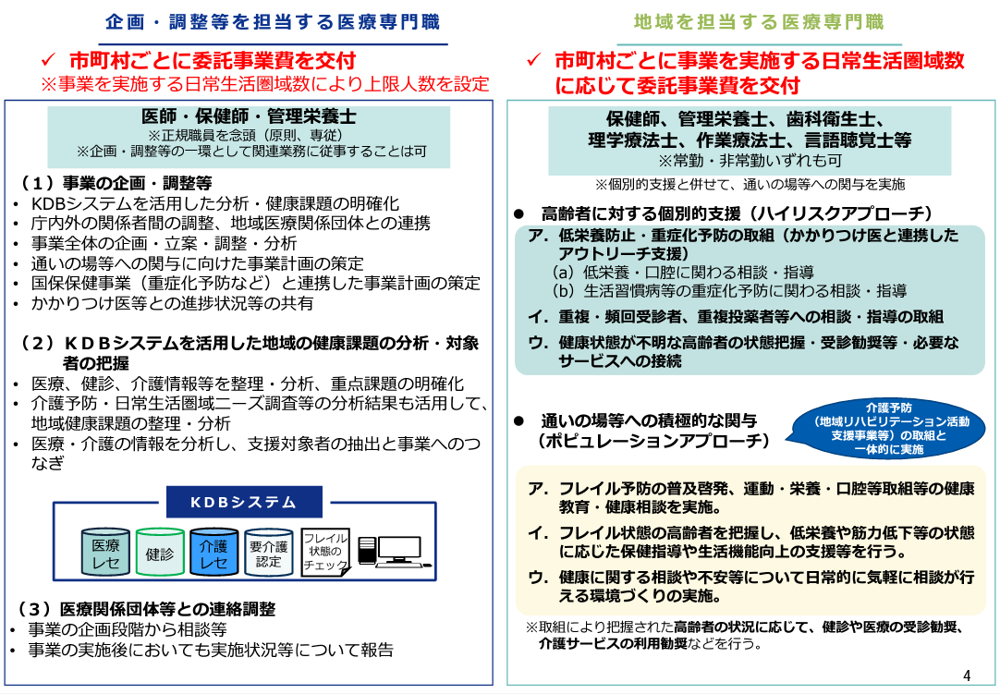 企画・調整等を担当する医療専門職
✓ 市町村ごとに委託事業費を交付
※事業を実施する日常生活圏域数により上限人数を設定
医師・保健師・管理栄養士
※正規職員を念頭（原則、専従）
※企画・調整等の一環として関連業務に従事することは可
（１）事業の企画・調整等
• KDBシステムを活用した分析・健康課題の明確化
• 庁内外の関係者間の調整、地域医療関係団体との連携
• 事業全体の企画・立案・調整・分析
• 通いの場等への関与に向けた事業計画の策定
• 国保保健事業（重症化予防など）と連携した事業計画の策定
• かかりつけ医等との進捗状況等の共有
（２）ＫＤＢシステムを活用した地域の健康課題の分析・対象
者の把握
• 医療、健診、介護情報等を整理・分析、重点課題の明確化
• 介護予防・日常生活圏域ニーズ調査等の分析結果も活用して、
地域健康課題の整理・分析
• 医療・介護の情報を分析し、支援対象者の抽出と事業へのつ
なぎ
KDBシステム
医療
レセ
健診
介護
レセ
要介護
認定
フレイル
状態の
チェック
（３）医療関係団体等との連絡調整
• 事業の企画段階から相談等
• 事業の実施後においても実施状況等について報告
地域を担当する医療専門職
✓ 市町村ごとに事業を実施する日常生活圏域数
に応じて委託事業費を交付
保健師、管理栄養士、歯科衛生士、
理学療法士、作業療法士、言語聴覚士等
※常勤・非常勤いずれも可
※個別的支援と併せて、通いの場等への関与を実施
● 高齢者に対する個別的支援（ハイリスクアプローチ）
ア．低栄養防止・重症化予防の取組（かかりつけ医と連携した
アウトリーチ支援）
（a）低栄養・口腔に関わる相談・指導
（b）生活習慣病等の重症化予防に関わる相談・指導
イ．重複・頻回受診者、重複投薬者等への相談・指導の取組
ウ．健康状態が不明な高齢者の状態把握・受診勧奨等・必要な
サービスへの接続
● 通いの場等への積極的な関与
（ポピュレーションアプローチ）
介護予防
（地域リハビリテーション活動
支援事業等）の取組と
一体的に実施
ア．フレイル予防の普及啓発、運動・栄養・口腔等取組等の健康
教育・健康相談を実施。
イ．フレイル状態の高齢者を把握し、低栄養や筋力低下等の状態
に応じた保健指導や生活機能向上の支援等を行う。
ウ．健康に関する相談や不安等について日常的に気軽に相談が行
える環境づくりの実施。
※取組により把握された高齢者の状況に応じて、健診や医療の受診勧奨、
介護サービスの利用勧奨などを行う。
4